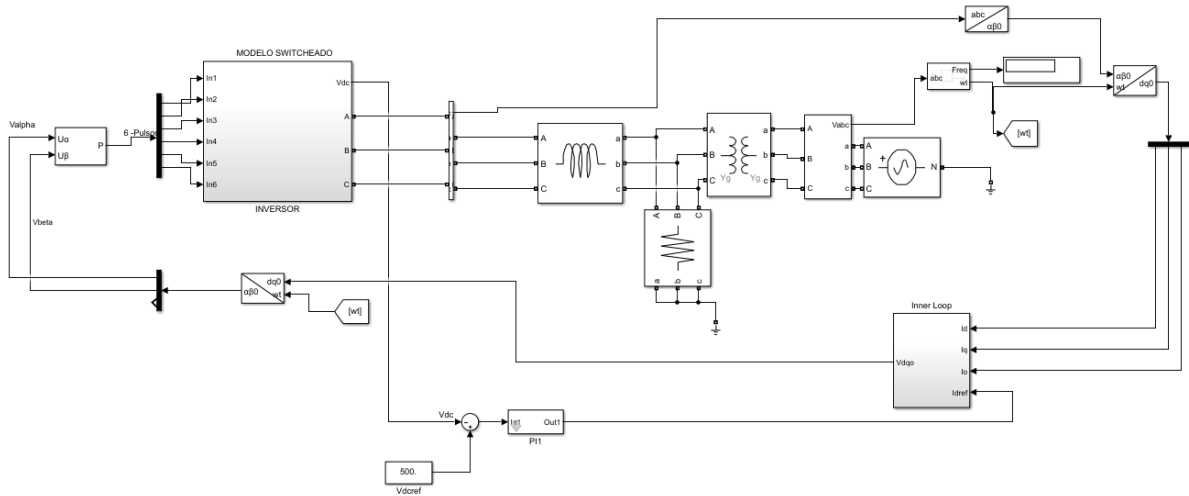 abc
αβ0
MODELO SWITCHEADO
Vdc
In1
In2
In3
In4
In5
In6
A
B
C
INVERSOR
Valpha
Uα
Uβ
P
6 -Pulsos
Vbeta
A
B
C
a
b
c
A
B
C
a
b
c
A
B
C
a
b
c
Yg
Yg
Vabc
A
B
C
a
b
c
A
B
C
N
abc
Freq
wt
[wt]
αβ0
wt
dq0
dq0
wt
αβ0
[wt]
Inner Loop
Vdqo
Id
Iq
Io
Idref
Vdc
In1
Out1
PI1
500.
Vdcref